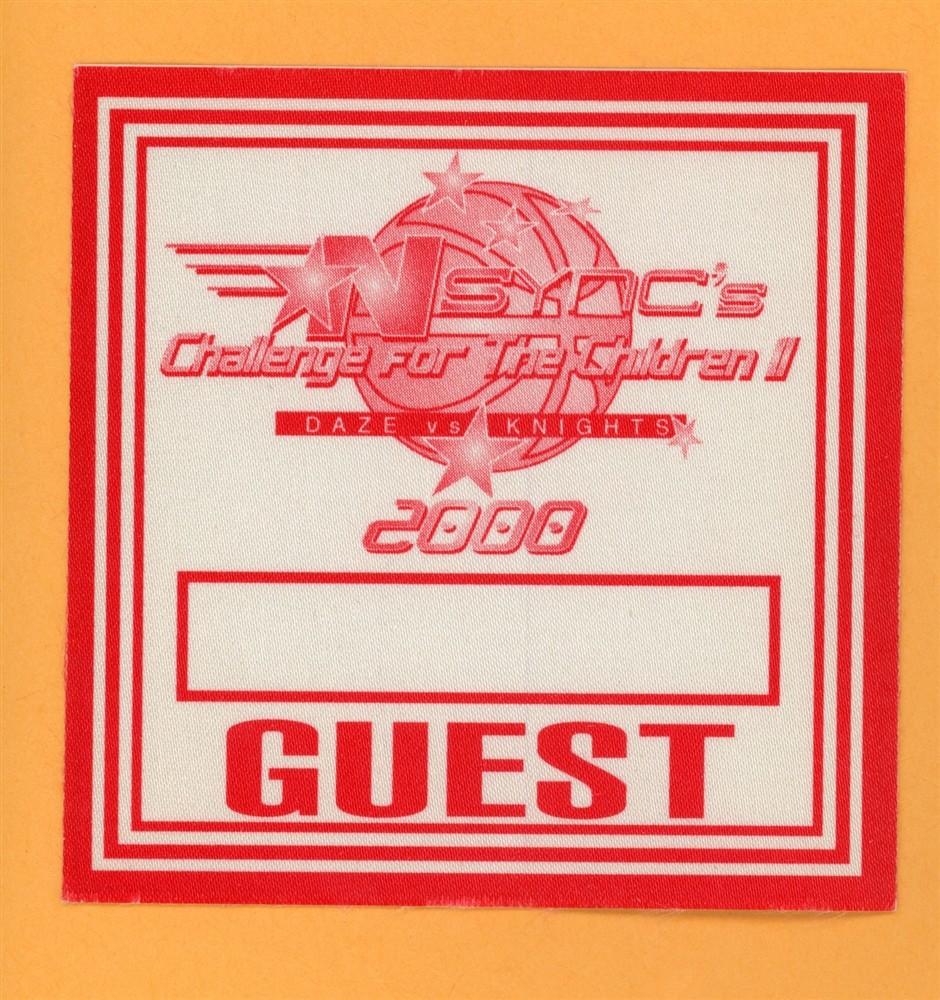 NSYNC's
Challenge For The Children II
DAZE vs KNIGHTS
2000
GUEST